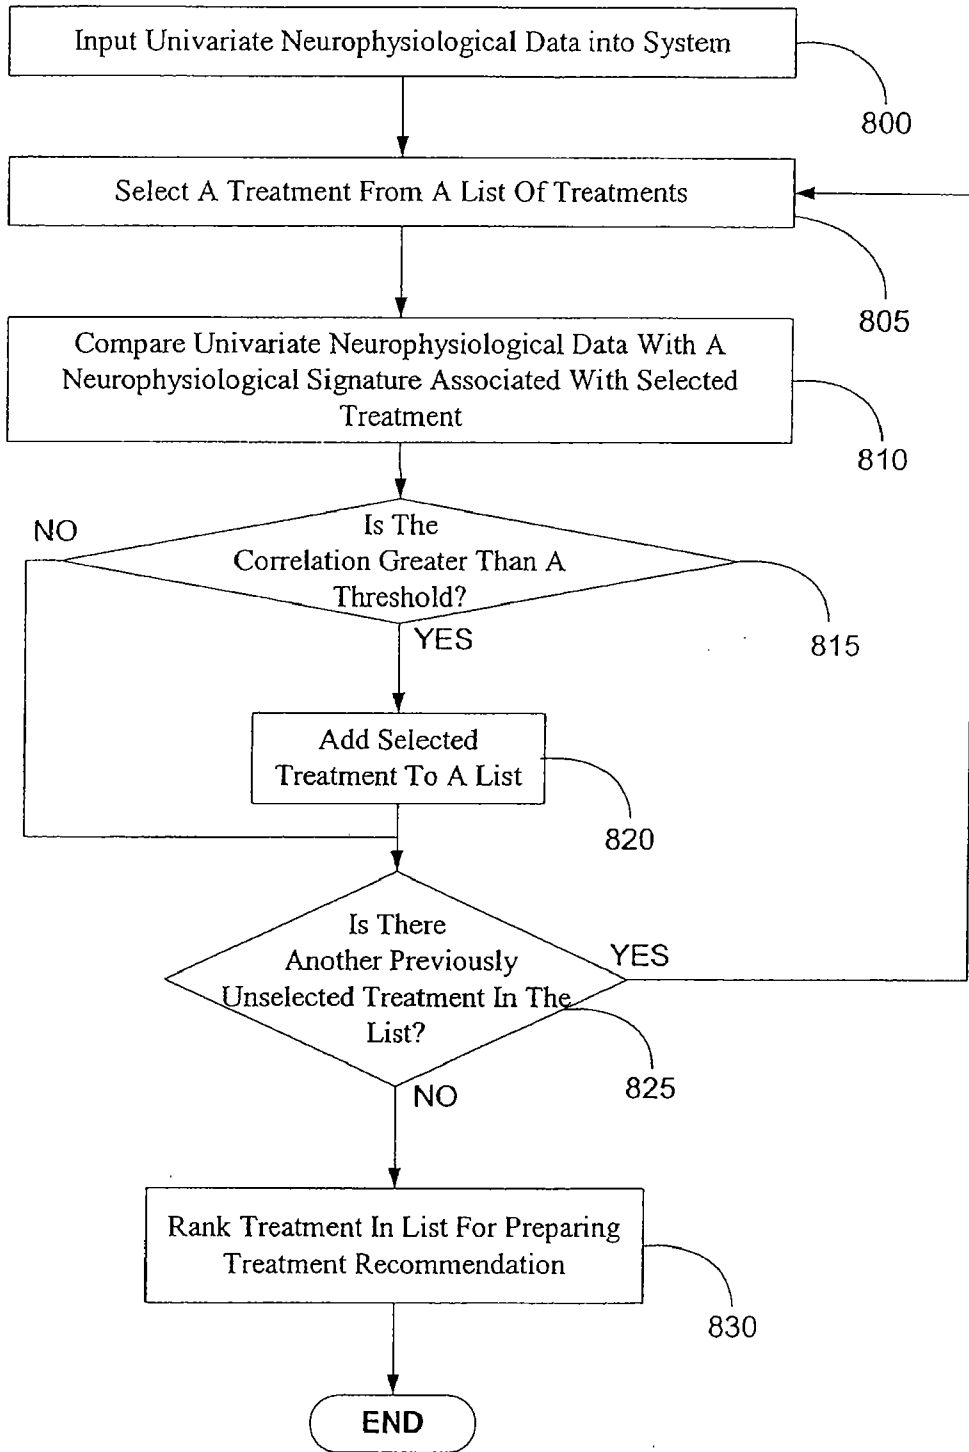 Input Univariate Neurophysiological Data into System
800
Select A Treatment From A List Of Treatments
805
Compare Univariate Neurophysiological Data With A
Neurophysiological Signature Associated With Selected
Treatment
810
NO
Is The
Correlation Greater Than A
Threshold?
815
YES
Add Selected
Treatment To A List
820
Is There
Another Previously
Unselected Treatment In The
List?
YES
825
NO
Rank Treatment In List For Preparing
Treatment Recommendation
830
END